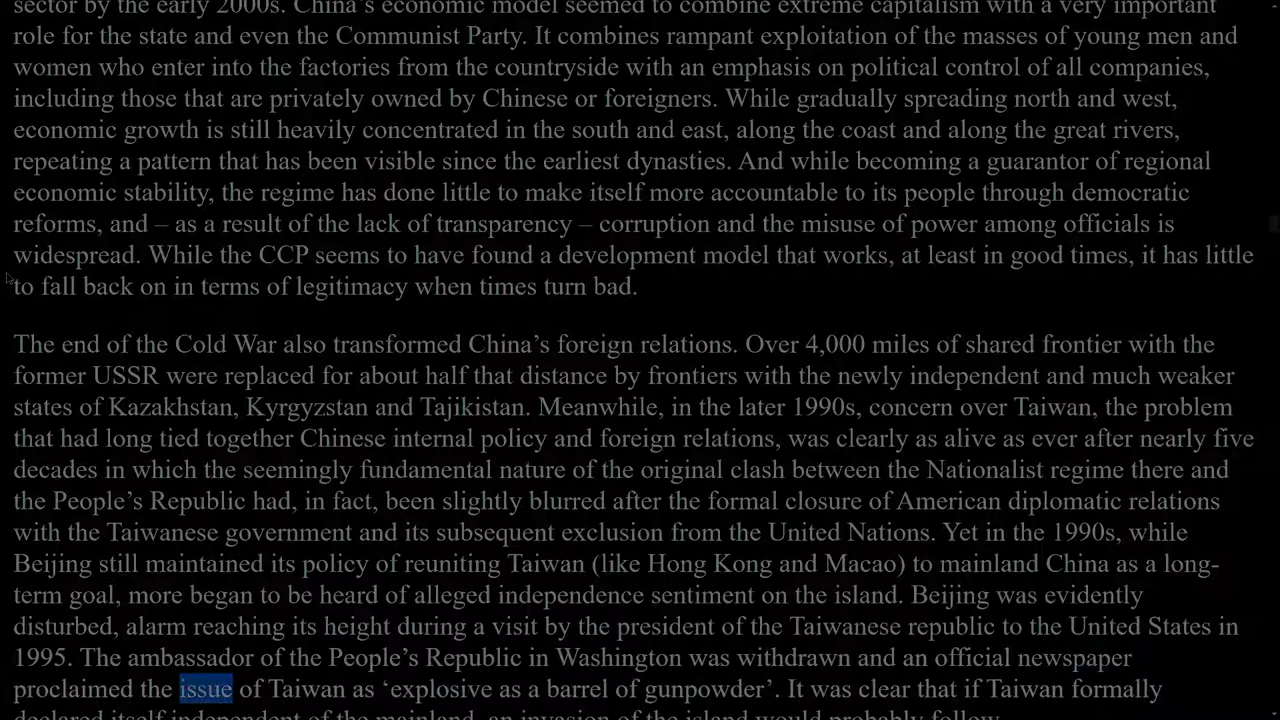 sector by the early 2000s. China’s economic model seemed to combine extreme capitalism with a very important
role for the state and even the Communist Party. It combines rampant exploitation of the masses of young men and
women who enter into the factories from the countryside with an emphasis on political control of all companies,
including those that are privately owned by Chinese or foreigners. While gradually spreading north and west,
economic growth is still heavily concentrated in the south and east, along the coast and along the great rivers,
repeating a pattern that has been visible since the earliest dynasties. And while becoming a guarantor of regional
economic stability, the regime has done little to make itself more accountable to its people through democratic
reforms, and – as a result of the lack of transparency – corruption and the misuse of power among officials is
widespread. While the CCP seems to have found a development model that works, at least in good times, it has little
to fall back on in terms of legitimacy when times turn bad.
The end of the Cold War also transformed China’s foreign relations. Over 4,000 miles of shared frontier with the
former USSR were replaced for about half that distance by frontiers with the newly independent and much weaker
states of Kazakhstan, Kyrgyzstan and Tajikistan. Meanwhile, in the later 1990s, concern over Taiwan, the problem
that had long tied together Chinese internal policy and foreign relations, was clearly as alive as ever after nearly five
decades in which the seemingly fundamental nature of the original clash between the Nationalist regime there and
the People’s Republic had, in fact, been slightly blurred after the formal closure of American diplomatic relations
with the Taiwanese government and its subsequent exclusion from the United Nations. Yet in the 1990s, while
Beijing still maintained its policy of reuniting Taiwan (like Hong Kong and Macao) to mainland China as a long-
term goal, more began to be heard of alleged independence sentiment on the island. Beijing was evidently
disturbed, alarm reaching its height during a visit by the president of the Taiwanese republic to the United States in
1995. The ambassador of the People’s Republic in Washington was withdrawn and an official newspaper
proclaimed the issue of Taiwan as ‘explosive as a barrel of gunpowder’. It was clear that if Taiwan formally
declared itself independent of the mainland, an invasion of the island would probably follow.